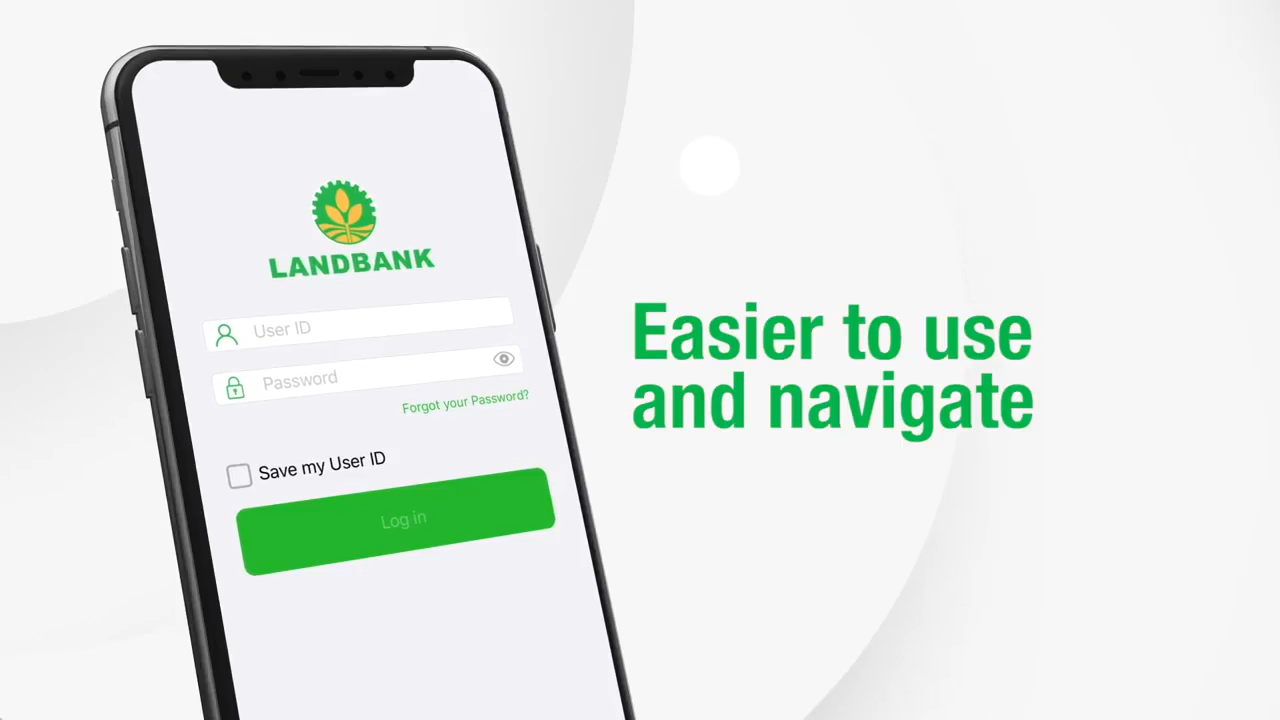 LANDBANK
User ID
Password
Forgot your Password?
Save my User ID
Log in
Easier to use
and navigate